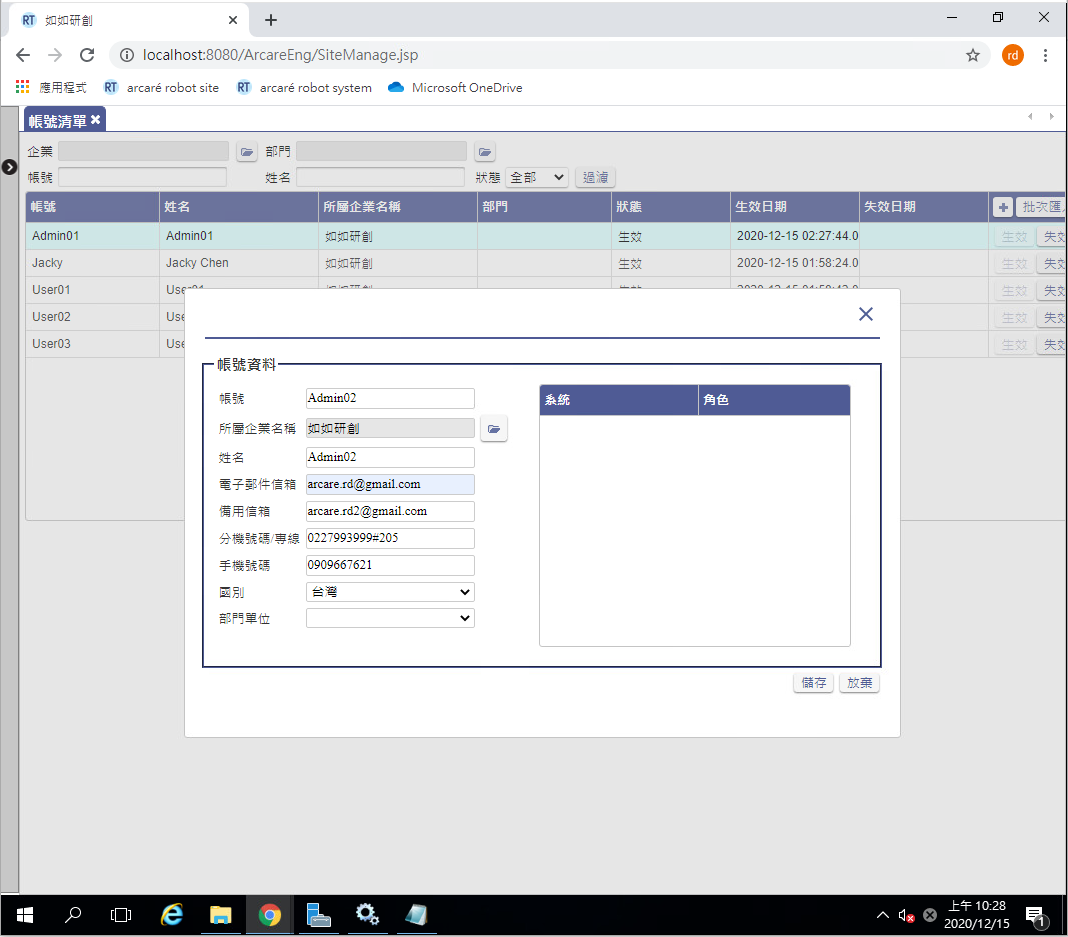 RT 如如研創
localhost:8080/ArcareEng/SiteManage.jsp
rd
應用程式 RT arcaré robot site RT arcaré robot system Microsoft OneDrive
帳號清單
企業 部門
帳號 姓名 狀態 全部 過濾
帳號 姓名 所屬企業名稱 部門 狀態 生效日期 失效日期 批次匯
Admin01 Admin01 如如研創 生效 2020-12-15 02:27:44.0 生效 失效
Jacky Jacky Chen 如如研創 生效 2020-12-15 01:58:24.0 生效 失效
User01 生效 失效
User02 生效 失效
User03 生效 失效
帳號資料
帳號 Admin02
所屬企業名稱 如如研創
姓名 Admin02
電子郵件信箱 arcare.rd@gmail.com
備用信箱 arcare.rd2@gmail.com
分機號碼/專線 0227993999#205
手機號碼 0909667621
國別 台灣
部門單位
系統 角色
儲存 放棄
上午 10:28
2020/12/15
1